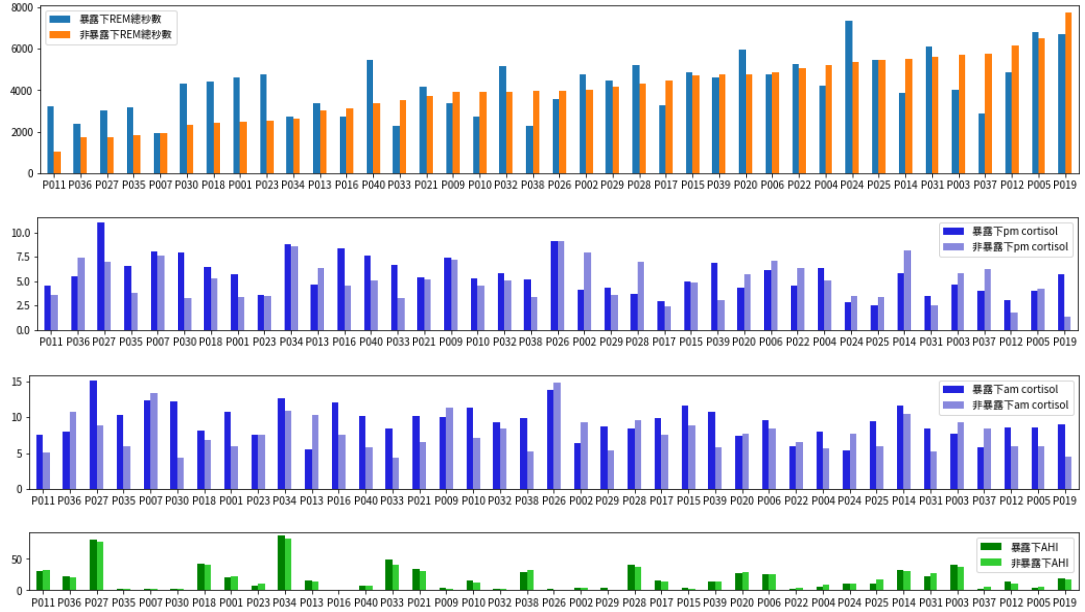 8000
6000
4000
2000
0
暴露下REM總秒數
非暴露下REM總秒數
P011 P036 P027 P035 P007 P030 P018 P001 P023 P034 P013 P016 P040 P033 P021 P009 P010 P032 P038 P026 P002 P029 P028 P017 P015 P039 P020 P006 P022 P004 P024 P025 P014 P031 P003 P037 P012 P005 P019
10.0
7.5
5.0
2.5
0.0
暴露下pm cortisol
非暴露下pm cortisol
P011 P036 P027 P035 P007 P030 P018 P001 P023 P034 P013 P016 P040 P033 P021 P009 P010 P032 P038 P026 P002 P029 P028 P017 P015 P039 P020 P006 P022 P004 P024 P025 P014 P031 P003 P037 P012 P005 P019
15
10
5
0
暴露下am cortisol
非暴露下am cortisol
P011 P036 P027 P035 P007 P030 P018 P001 P023 P034 P013 P016 P040 P033 P021 P009 P010 P032 P038 P026 P002 P029 P028 P017 P015 P039 P020 P006 P022 P004 P024 P025 P014 P031 P003 P037 P012 P005 P019
50
0
暴露下AHI
非暴露下AHI
P011 P036 P027 P035 P007 P030 P018 P001 P023 P034 P013 P016 P040 P033 P021 P009 P010 P032 P038 P026 P002 P029 P028 P017 P015 P039 P020 P006 P022 P004 P024 P025 P014 P031 P003 P037 P012 P005 P019